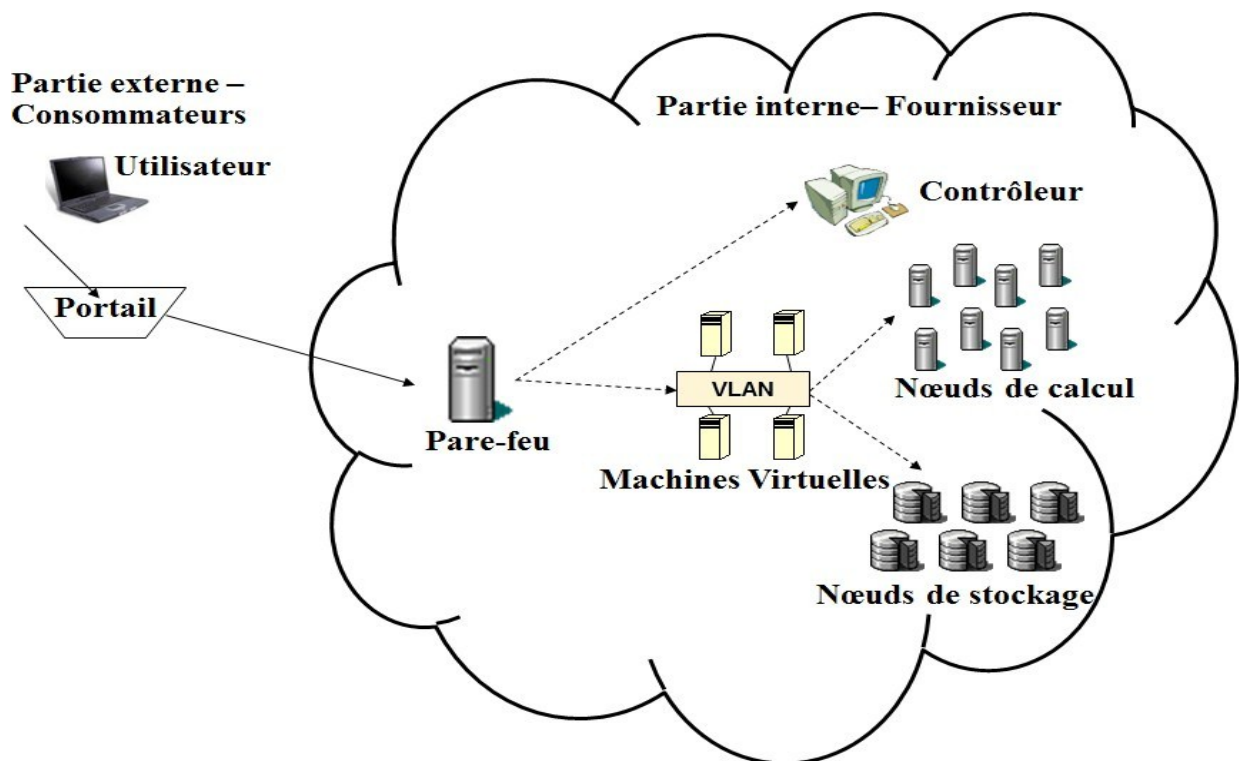 Partie externe –
Consommateurs
Utilisateur
Portail
Partie interne– Fournisseur
Contrôleur
Pare-feu
VLAN
Machines Virtuelles
Nœuds de calcul
Nœuds de stockage